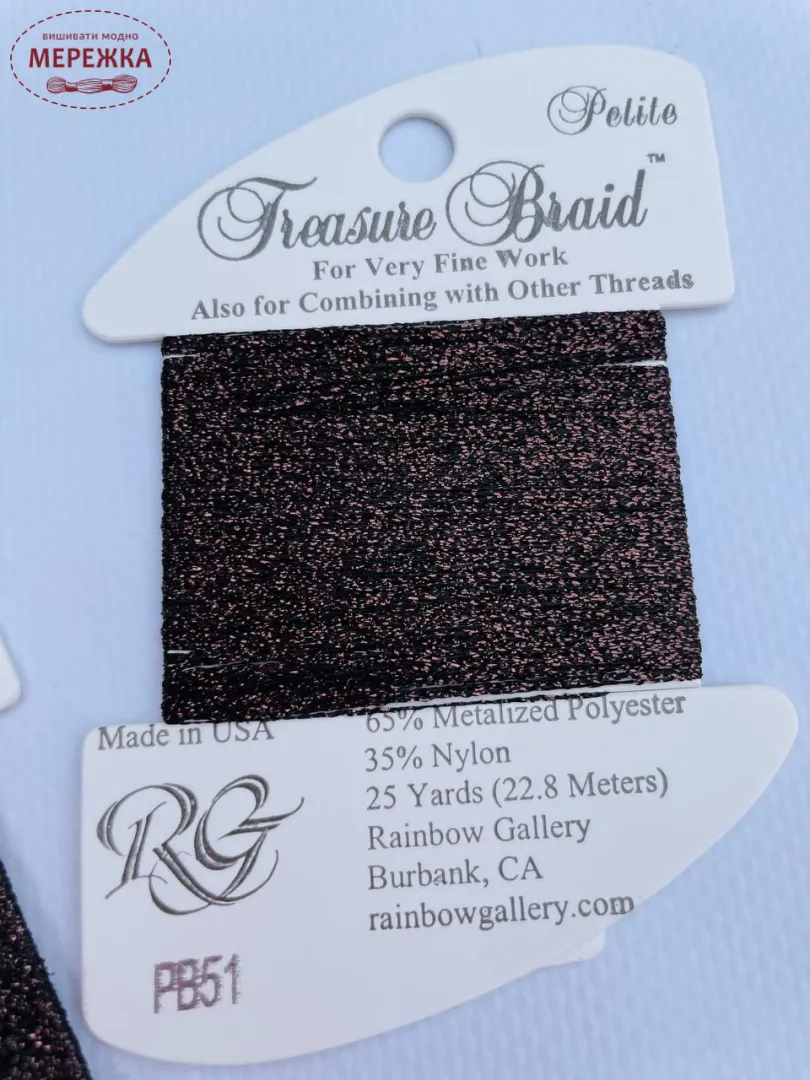 вишивати модно
МЕРЕЖКА
Petite
Treasure Braid™
For Very Fine Work
Also for Combining with Other Threads
Made in USA
65% Metalized Polyester
35% Nylon
25 Yards (22.8 Meters)
Rainbow Gallery
Burbank, CA
rainbowgallery.com
RG
PB51